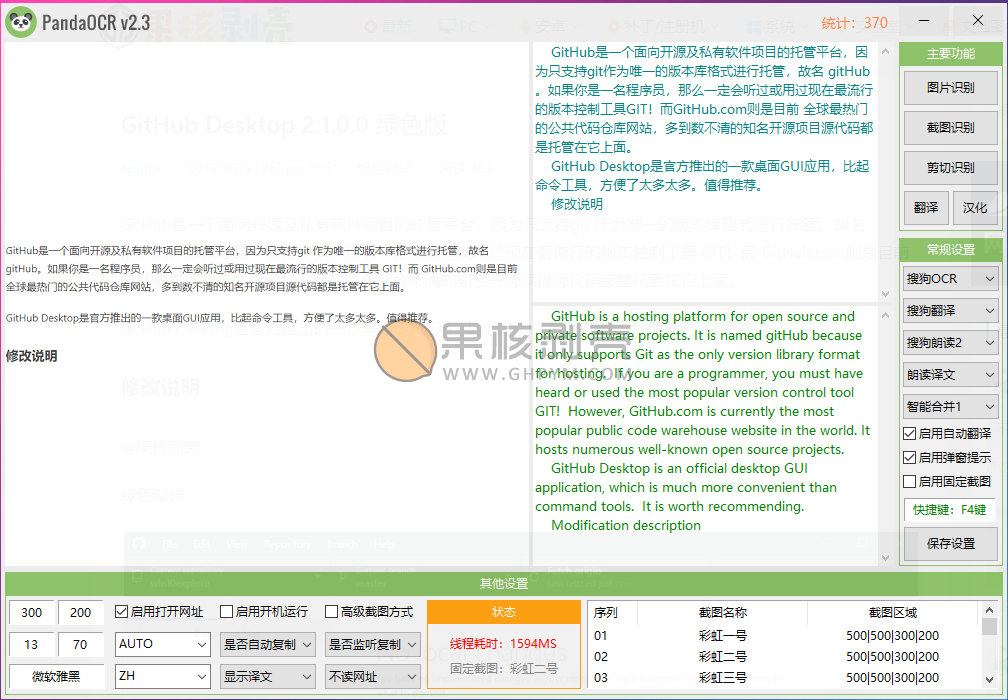 PandaOCR v2.3
统计：370
GitHub是一个面向开源及私有软件项目的托管平台，因为只支持git 作为唯一的版本库格式进行托管，故名
gitHub。如果你是一名程序员，那么一定会听过或用过现在最流行的版本控制工具 GIT！而 GitHub.com则是目前
全球最热门的公共代码仓库网站，多到数不清的知名开源项目源代码都是托管在它上面。
GitHub Desktop是官方推出的一款桌面GUI应用，比起命令工具，方便了太多太多。值得推荐。
修改说明
GitHub是一个面向开源及私有软件项目的托管平台，因
为只支持git作为唯一的版本库格式进行托管，故名 gitHub
。如果你是一名程序员，那么一定会听过或用过现在最流行
的版本控制工具GIT！而GitHub.com则是目前 全球最热门
的公共代码仓库网站，多到数不清的知名开源项目源代码都
是托管在它上面。
GitHub Desktop是官方推出的一款桌面GUI应用，比起
命令工具，方便了太多太多。值得推荐。
修改说明
GitHub is a hosting platform for open source and
private software projects. It is named gitHub because
it only supports Git as the only version library format
for hosting. If you are a programmer, you must have
heard or used the most popular version control tool
GIT! However, GitHub.com is currently the most
popular public code warehouse website in the world. It
hosts numerous well-known open source projects.
GitHub Desktop is an official desktop GUI
application, which is much more convenient than
command tools. It is worth recommending.
Modification description
果核剥壳
WWW.GHPYM.COM
GitHub Desktop 2.1.0.0 绿色版
修改说明
主要功能
图片识别
截图识别
剪切识别
翻译 汉化
常规设置
搜狗OCR
搜狗翻译
搜狗朗读2
朗读译文
智能合并1
启用自动翻译
启用弹窗提示
启用固定截图
快捷键：F4键
保存设置
其他设置
300 200 启用打开网址 启用开机运行 高级截图方式
13 70 AUTO 是否自动复制 是否监听复制
微软雅黑 ZH 显示译文 不读网址
状态
线程耗时：1594MS
固定截图：彩虹二号
序列 截图名称 截图区域
01 彩虹一号 500|500|300|200
02 彩虹二号 500|500|300|200
03 彩虹三号 500|500|300|200